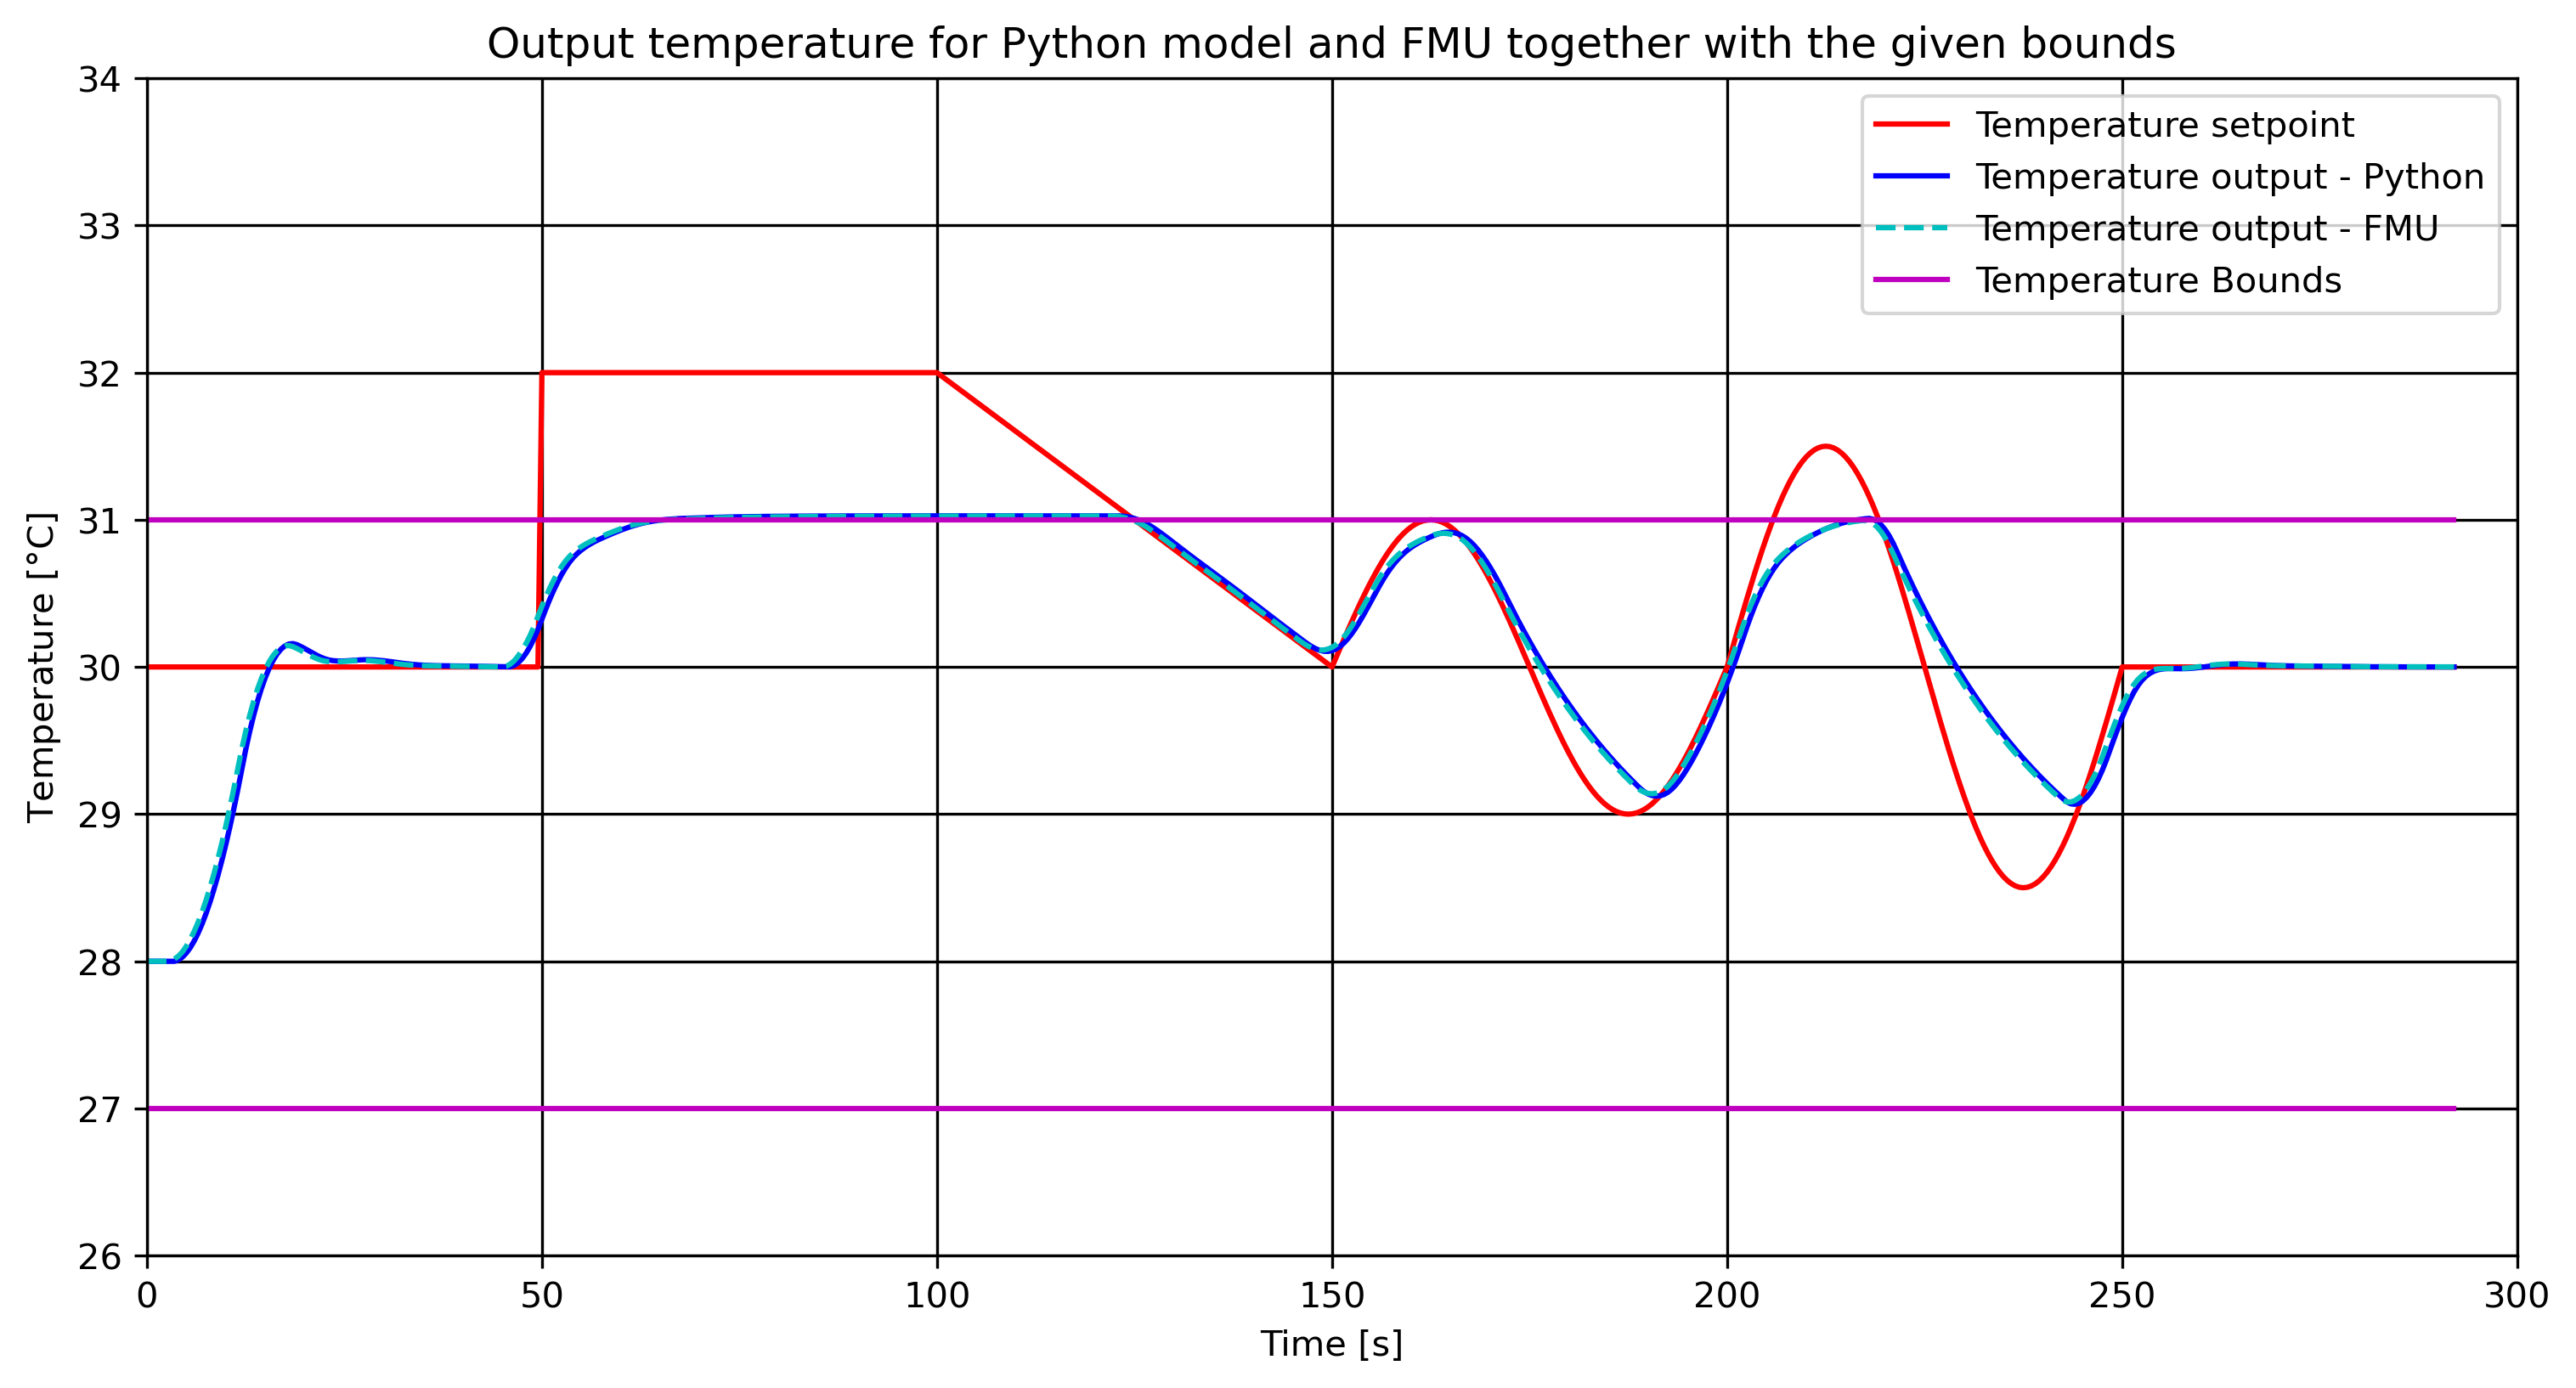 Output temperature for Python model and FMU together with the given bounds
34
33
32
31
30
29
28
27
26
Temperature [°C]
Temperature setpoint
Temperature output - Python
Temperature output - FMU
Temperature Bounds
0 50 100 150 200 250 300
Time [s]